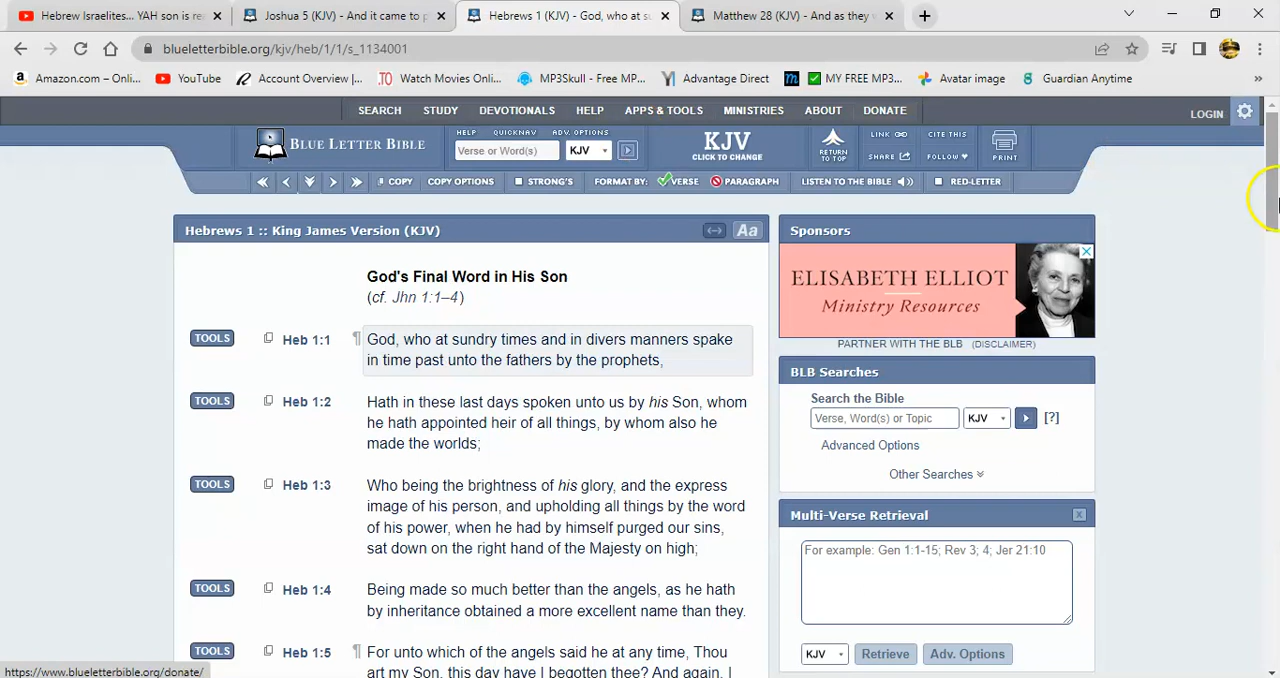 Hebrew Israelites... YAH son is re
Joshua 5 (KJV) - And it came to p
Hebrews 1 (KJV) - God, who at su
Matthew 28 (KJV) - And as they w
blueletterbible.org/kjv/heb/1/1/s_1134001
Amazon.com – Onli...
YouTube
Account Overview |...
Watch Movies Onl...
MP3Skull - Free MP...
Advantage Direct
MY FREE MP3...
Avatar image
Guardian Anytime
SEARCH STUDY DEVOTIONALS HELP APPS & TOOLS MINISTRIES ABOUT DONATE
LOGIN
BLUE LETTER BIBLE
HELP QUICKNAV ADV. OPTIONS
Verse or Word(s) KJV
KJV
CLICK TO CHANGE
RETURN
TO TOP
LINK
CITE THIS
SHARE
FOLLOW
PRINT
COPY COPY OPTIONS STRONG'S FORMAT BY: VERSE PARAGRAPH LISTEN TO THE BIBLE RED-LETTER
Hebrews 1 :: King James Version (KJV)
Aa
God's Final Word in His Son
(cf. Jhn 1:1–4)
TOOLS Heb 1:1 ¶ God, who at sundry times and in divers manners spake
in time past unto the fathers by the prophets,
TOOLS Heb 1:2 Hath in these last days spoken unto us by his Son, whom
he hath appointed heir of all things, by whom also he
made the worlds;
TOOLS Heb 1:3 Who being the brightness of his glory, and the express
image of his person, and upholding all things by the word
of his power, when he had by himself purged our sins,
sat down on the right hand of the Majesty on high;
TOOLS Heb 1:4 Being made so much better than the angels, as he hath
by inheritance obtained a more excellent name than they.
TOOLS Heb 1:5 ¶ For unto which of the angels said he at any time, Thou
art my Son, this day have I begotten thee? And again, I
Sponsors
ELISABETH ELLIOT
Ministry Resources
PARTNER WITH THE BLB (DISCLAIMER)
BLB Searches
Search the Bible
Verse, Word(s) or Topic KJV [?]
Advanced Options
Other Searches
Multi-Verse Retrieval
For example: Gen 1:1-15; Rev 3; 4; Jer 21:10
KJV Retrieve Adv. Options
https://www.blueletterbible.org/donate/